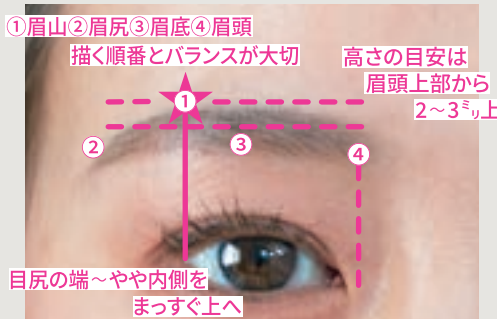 ①眉山②眉尻③眉底④眉頭
描く順番とバランスが大切
高さの目安は
眉頭上部から
2〜3㍉上
①
②
③
④
目尻の端〜やや内側を
まっすぐ上へ